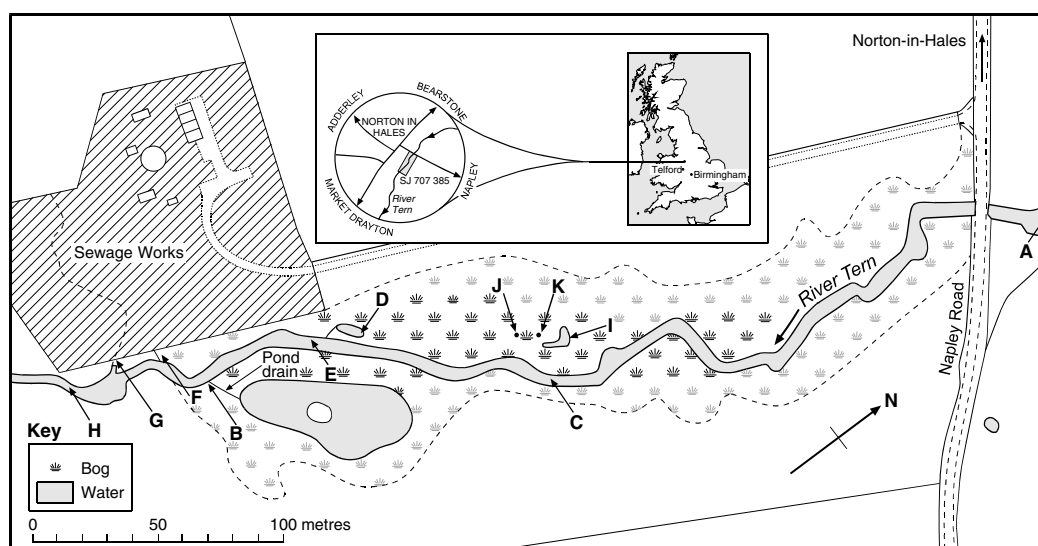 Norton-in-Hales
BEARSTONE
ADDERLEY
NORTON IN
HALES
SJ 707 385
NAPLEY
River
Tern
MARKET DRAYTON
Telford
Birmingham
Sewage Works
A
River Tern
Napley Road
D
J
K
I
E
Pond
drain
F
G
H
B
C
N
Key
Bog
Water
0 50 100 metres